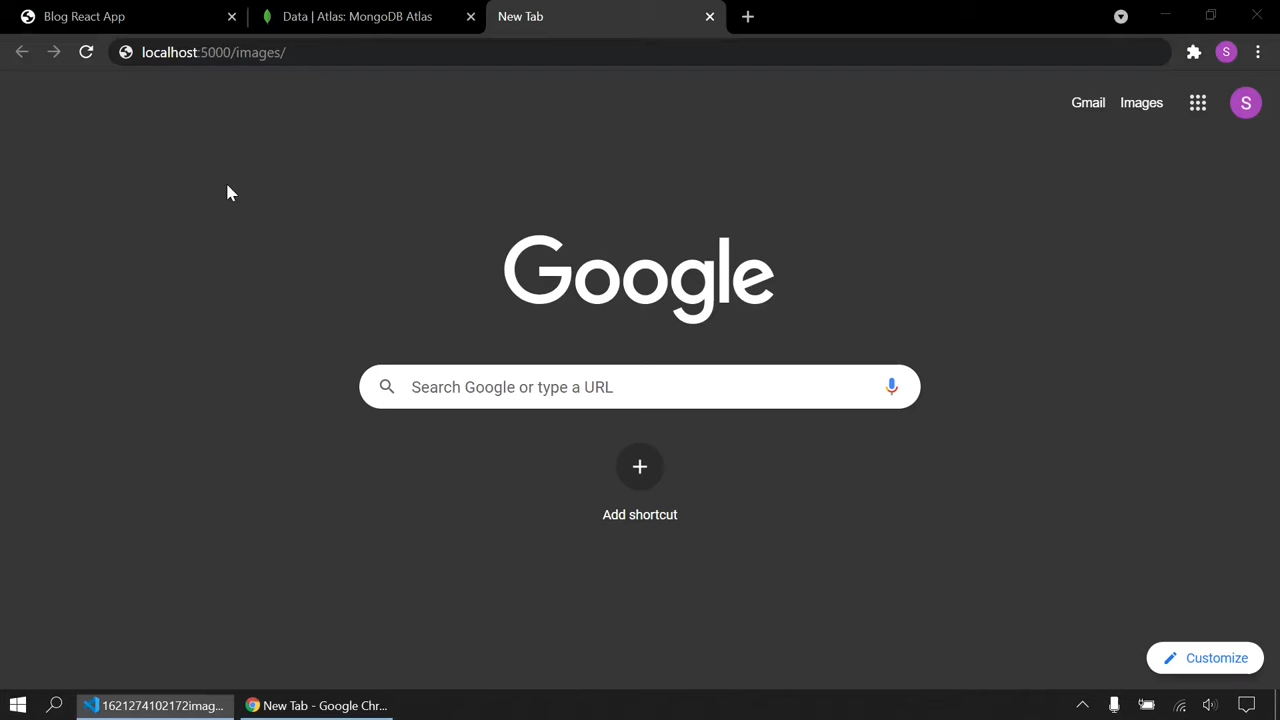 Blog React App
Data | Atlas: MongoDB Atlas
New Tab
localhost:5000/images/
S
Gmail
Images
S
Google
Search Google or type a URL
Add shortcut
Customize
1621274102172imag...
New Tab - Google Chr...